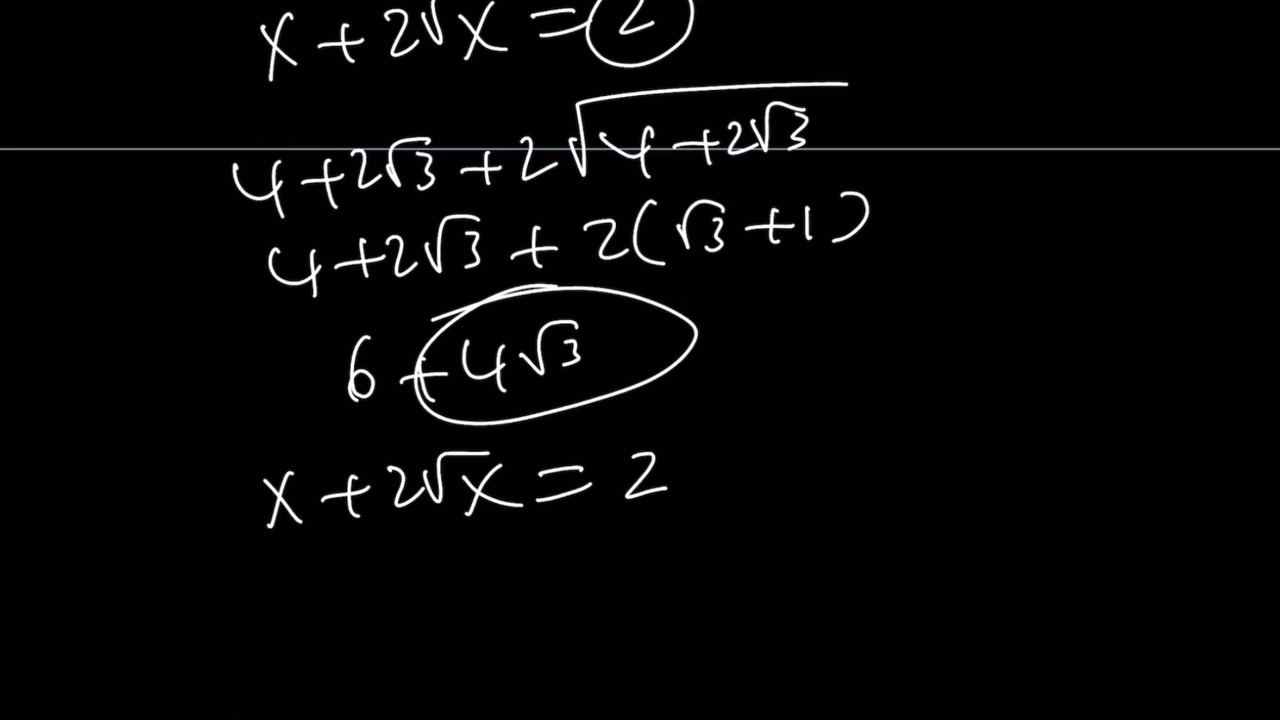 x + 2√x = 2
4 + 2√3 + 2√(4 + 2√3)
4 + 2√3 + 2(√3 + 1)
6 + 4√3
x + 2√x = 2